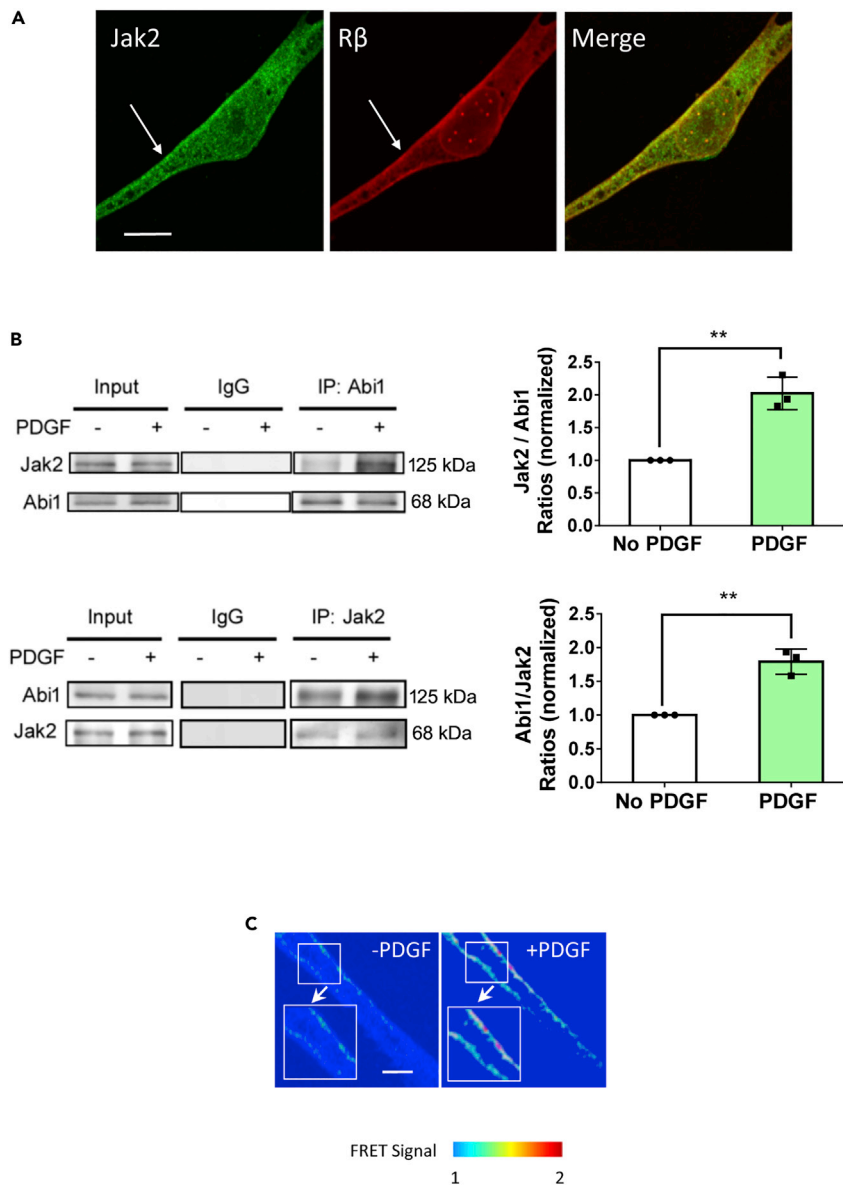 A
Jak2
Rβ
Merge
B
Input IgG IP: Abi1
PDGF - + - + - +
Jak2 125 kDa
Abi1 68 kDa
**
Jak2 / Abi1
Ratios (normalized)
2.5
2.0
1.5
1.0
0.5
0.0
No PDGF PDGF
Input IgG IP: Jak2
PDGF - + - + - +
Abi1 125 kDa
Jak2 68 kDa
**
Abi1/Jak2
Ratios (normalized)
2.5
2.0
1.5
1.0
0.5
0.0
No PDGF PDGF
C
-PDGF
+PDGF
FRET Signal
1 2